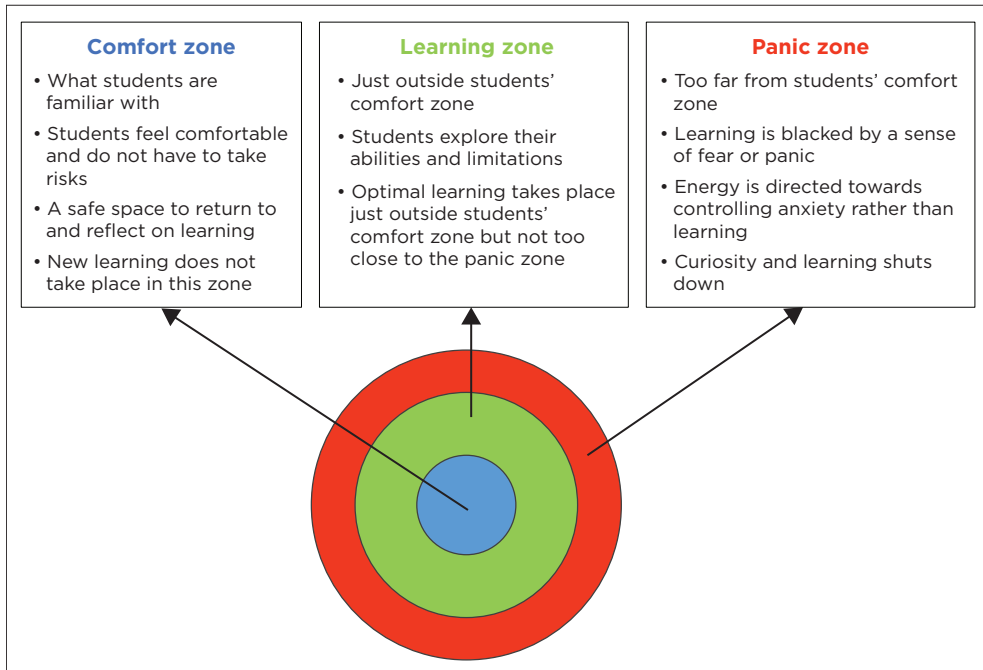 Comfort zone
• What students are
familiar with
• Students feel comfortable
and do not have to take
risks
• A safe space to return to
and reflect on learning
• New learning does not
take place in this zone
Learning zone
• Just outside students’
comfort zone
• Students explore their
abilities and limitations
• Optimal learning takes place
just outside students’
comfort zone but not too
close to the panic zone
Panic zone
• Too far from students’ comfort
zone
• Learning is blacked by a sense
of fear or panic
• Energy is directed towards
controlling anxiety rather than
learning
• Curiosity and learning shuts
down